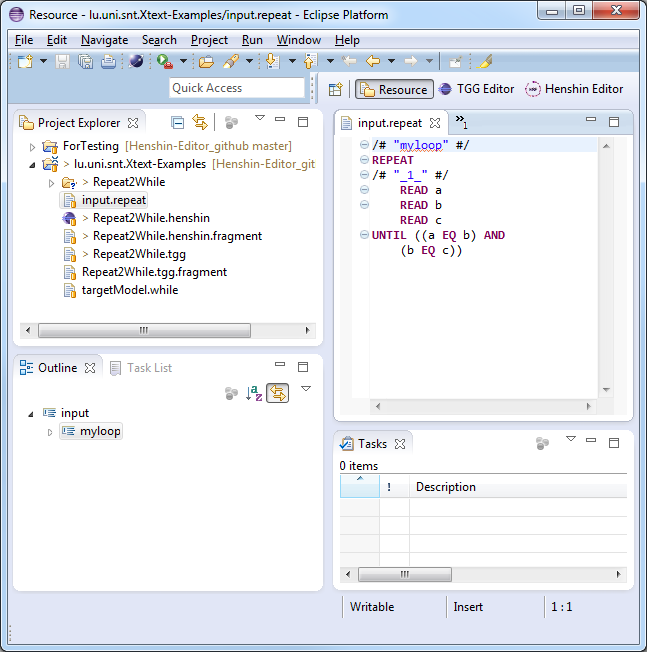 Resource - lu.uni.snt.Xtext-Examples/input.repeat - Eclipse Platform
File Edit Navigate Search Project Run Window Help
Quick Access
Resource TGG Editor Henshin Editor
Project Explorer
ForTesting [Henshin-Editor_github master]
> lu.uni.snt.Xtext-Examples [Henshin-Editor_git
> Repeat2While
input.repeat
> Repeat2While.henshin
> Repeat2While.henshin.fragment
> Repeat2While.tgg
Repeat2While.tgg.fragment
targetModel.while
input.repeat »1
/# "myloop" #/
REPEAT
/# "_1_" #/
READ a
READ b
READ c
UNTIL ((a EQ b) AND
(b EQ c))
Outline Task List
input
myloop
Tasks
0 items
! Description
Writable Insert 1 : 1